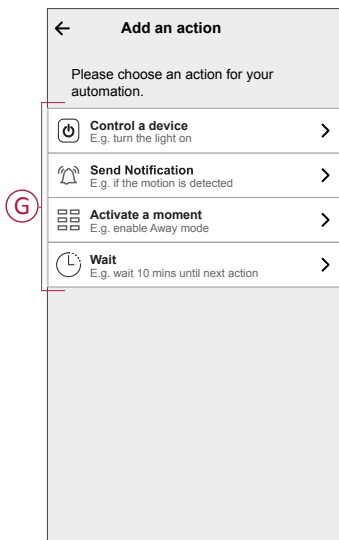 Add an action
Please choose an action for your
automation.
Control a device
E.g. turn the light on
Send Notification
E.g. if the motion is detected
G
Activate a moment
E.g. enable Away mode
Wait
E.g. wait 10 mins until next action